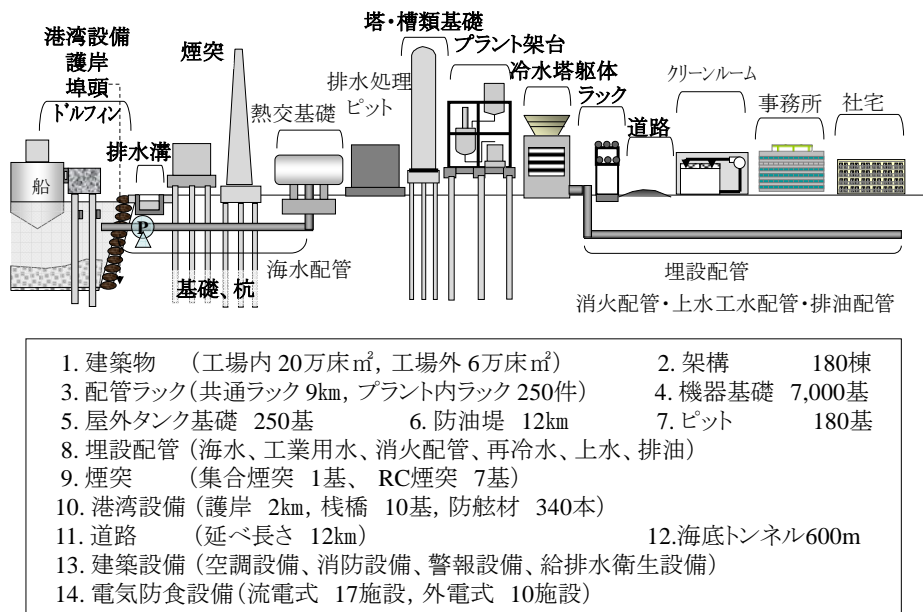 港湾設備
護岸
埠頭
ドルフィン
煙突
塔・槽類基礎
プラント架台
冷水塔躯体
ラック
クリーンルーム
事務所
社宅
排水処理
ピット
熱交基礎
道路
排水溝
船
P
海水配管
基礎、杭
埋設配管
消火配管・上水工水配管・排油配管
1. 建築物 （工場内 20万床㎡, 工場外 6万床㎡） 2. 架構 180棟
3. 配管ラック（共通ラック 9km, プラント内ラック 250件） 4. 機器基礎 7,000基
5. 屋外タンク基礎 250基 6. 防油堤 12km 7. ピット 180基
8. 埋設配管 （海水、工業用水、消火配管、再冷水、上水、排油）
9. 煙突 （集合煙突 1基、 RC煙突 7基）
10. 港湾設備 （護岸 2km, 桟橋 10基, 防舷材 340本）
11. 道路 （延べ長さ 12km） 12. 海底トンネル600m
13. 建築設備 （空調設備、消防設備、警報設備、給排水衛生設備）
14. 電気防食設備（流電式 17施設, 外電式 10施設）